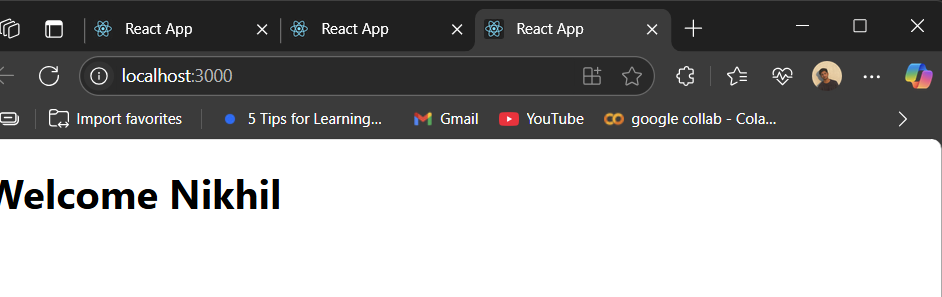 React App React App React App
localhost:3000
Import favorites 5 Tips for Learning... Gmail YouTube google collab - Cola...
Welcome Nikhil